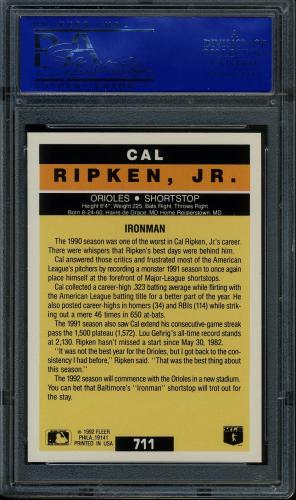 CAL
RIPKEN, JR.
ORIOLES • SHORTSTOP
Height 6'4", Weight 225, Bats Right, Throws Right
Born 8-24-60, Havre de Grace, MD Home Reisterstown, MD
IRONMAN
The 1990 season was one of the worst in Cal Ripken, Jr's career.
There were whispers that Ripken's best days were behind him.
Cal answered those critics and frustrated most of the American
League's pitchers by recording a monster 1991 season to once again
place himself at the forefront of Major-League shortstops.
Cal collected a career-high .323 batting average while flirting with
the American League batting title for a better part of the year. He
also posted career-highs in homers (34) and RBIs (114) while strik-
ing out a mere 46 times in 650 at-bats.
The 1991 season also saw Cal extend his consecutive-game streak
past the 1,500 plateau (1,572). Lou Gehrig's all-time record stands
at 2,130. Ripken hasn't missed a start since May 30, 1982.
"It was not the best year for the Orioles, but I got back to the con-
sistency I had before," Ripken said. "That was the best thing about
this season."
The 1992 season will commence with the Orioles in a new stadium.
You can bet that Baltimore's "Ironman" shortstop will trot out for
the stay.
© 1992 FLEER
PHILA. 19141
PRINTED IN USA
711